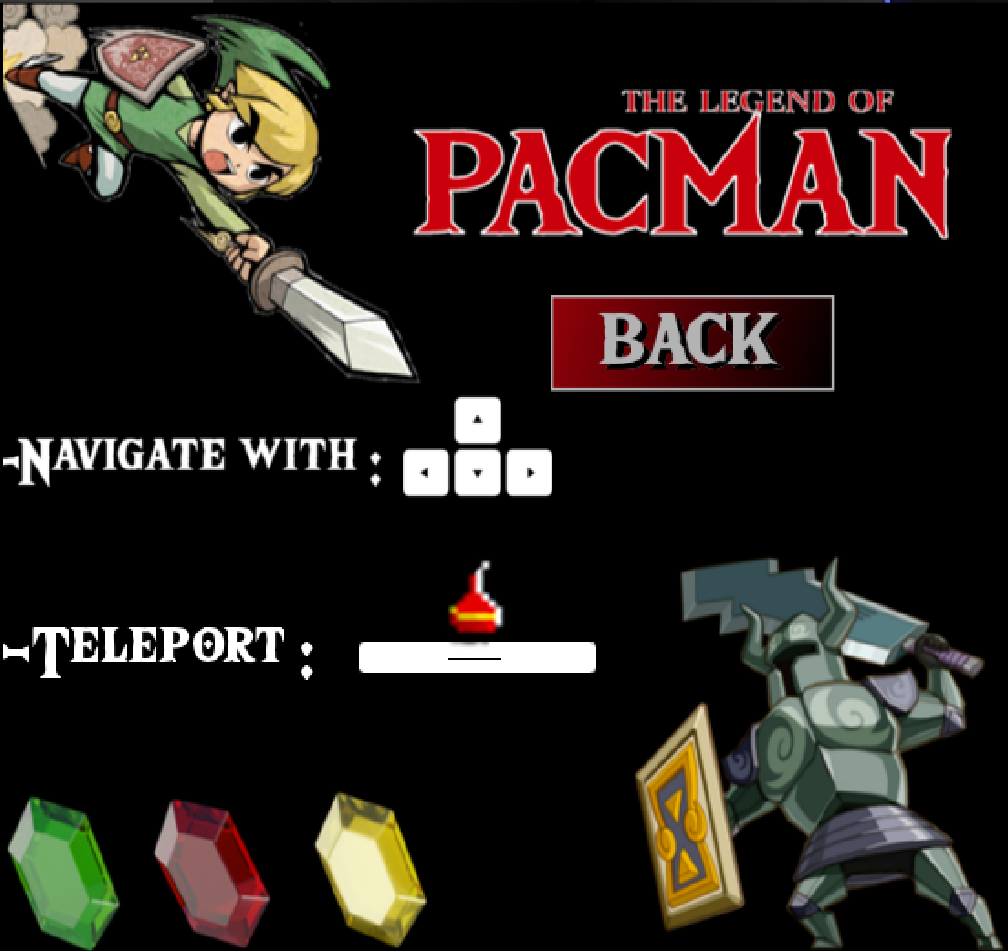 THE LEGEND OF
PACMAN
BACK
-NAVIGATE WITH :
-TELEPORT :